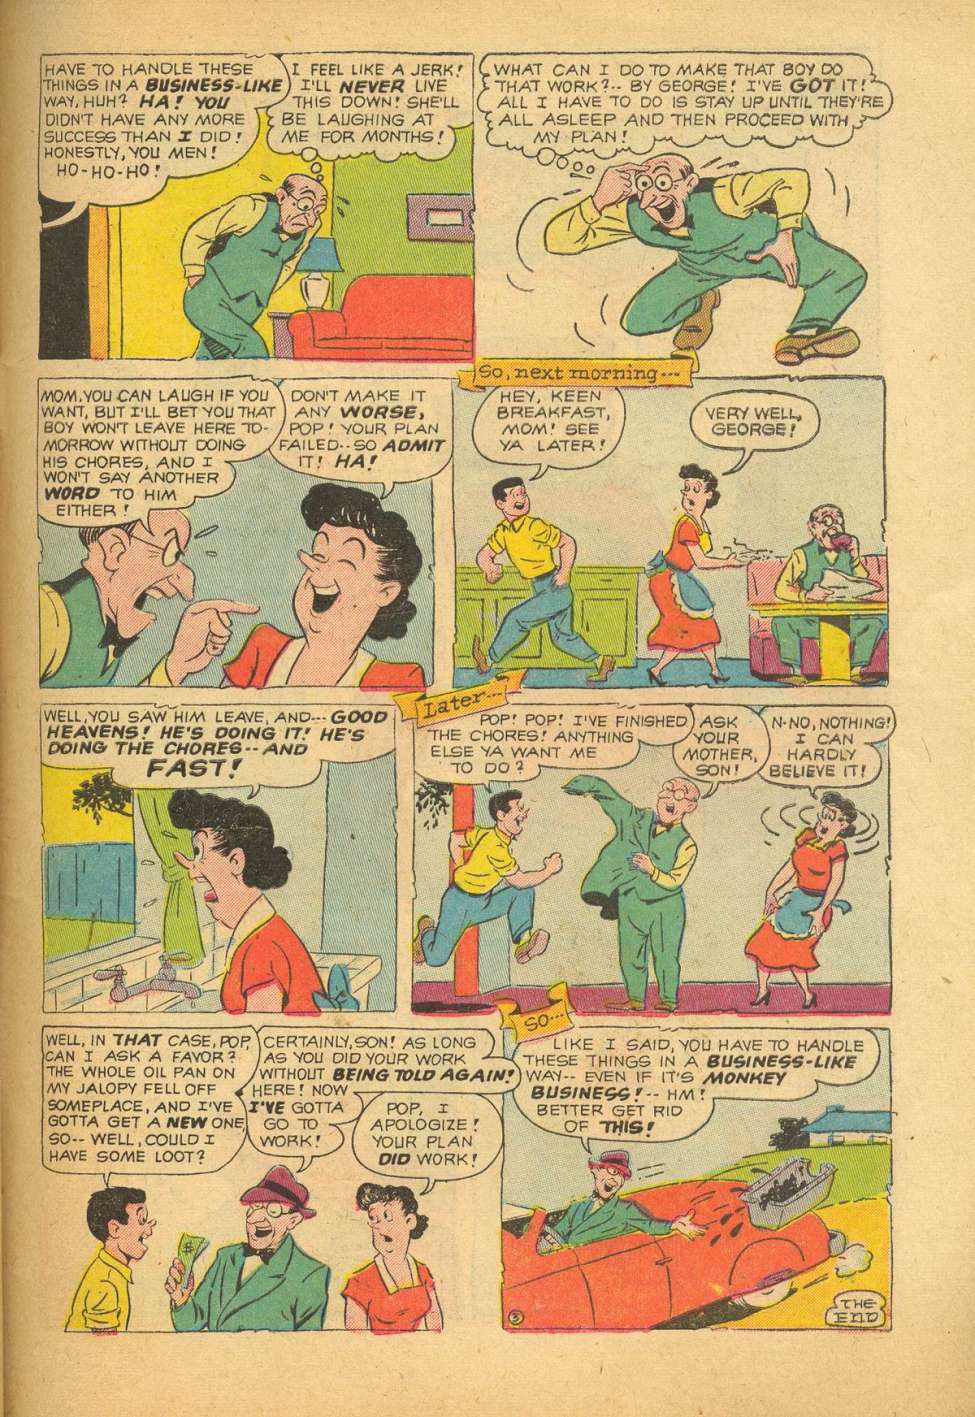 HAVE TO HANDLE THESE
THINGS IN A BUSINESS-LIKE
WAY, HUH? HA! YOU
DIDN'T HAVE ANY MORE
SUCCESS THAN I DID!
HONESTLY, YOU MEN!
HO-HO-HO!
I FEEL LIKE A JERK!
I'LL NEVER LIVE
THIS DOWN! SHE'LL
BE LAUGHING AT
ME FOR MONTHS!
WHAT CAN I DO TO MAKE THAT BOY DO
THAT WORK?-- BY GEORGE! I'VE GOT IT!
ALL I HAVE TO DO IS STAY UP UNTIL THEY'RE
ALL ASLEEP AND THEN PROCEED WITH
MY PLAN!
MOM, YOU CAN LAUGH IF YOU
WANT, BUT I'LL BET YOU THAT
BOY WON'T LEAVE HERE TO-
MORROW WITHOUT DOING
HIS CHORES, AND I
WON'T SAY ANOTHER
WORD TO HIM
EITHER!
DON'T MAKE IT
ANY WORSE,
POP! YOUR PLAN
FAILED-- SO ADMIT
IT! HA!
So, next morning---
HEY, KEEN
BREAKFAST,
MOM! SEE
YA LATER!
VERY WELL,
GEORGE!
WELL, YOU SAW HIM LEAVE, AND--- GOOD
HEAVENS! HE'S DOING IT! HE'S
DOING THE CHORES-- AND
FAST!
Later---
POP! POP! I'VE FINISHED
THE CHORES! ANYTHING
ELSE YA WANT ME
TO DO?
ASK
YOUR
MOTHER,
SON!
N-NO, NOTHING!
I CAN
HARDLY
BELIEVE IT!
WELL, IN THAT CASE, POP,
CAN I ASK A FAVOR?
THE WHOLE OIL PAN ON
MY JALOPY FELL OFF
SOMEPLACE, AND I'VE
GOTTA GET A NEW ONE,
SO-- WELL, COULD I
HAVE SOME LOOT?
CERTAINLY, SON! AS LONG
AS YOU DID YOUR WORK
WITHOUT BEING TOLD AGAIN!
HERE! NOW
I'VE GOTTA
GO TO
WORK!
POP, I
APOLOGIZE!
YOUR PLAN
DID WORK!
$
SO---
LIKE I SAID, YOU HAVE TO HANDLE
THESE THINGS IN A BUSINESS-LIKE
WAY-- EVEN IF IT'S MONKEY
BUSINESS!-- HM!
BETTER GET RID
OF THIS!
3
THE
END